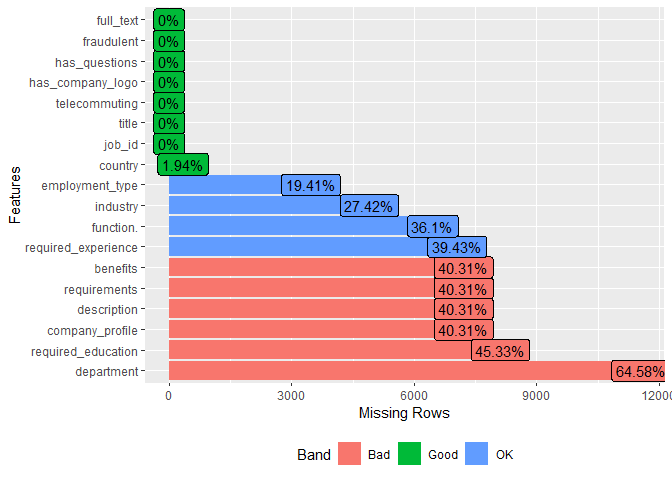 Features
full_text 0%
fraudulent 0%
has_questions 0%
has_company_logo 0%
telecommuting 0%
title 0%
job_id 0%
country 1.94%
employment_type 19.41%
industry 27.42%
function. 36.1%
required_experience 39.43%
benefits 40.31%
requirements 40.31%
description 40.31%
company_profile 40.31%
required_education 45.33%
department 64.58%
0 3000 6000 9000 12000
Missing Rows
Band Bad Good OK